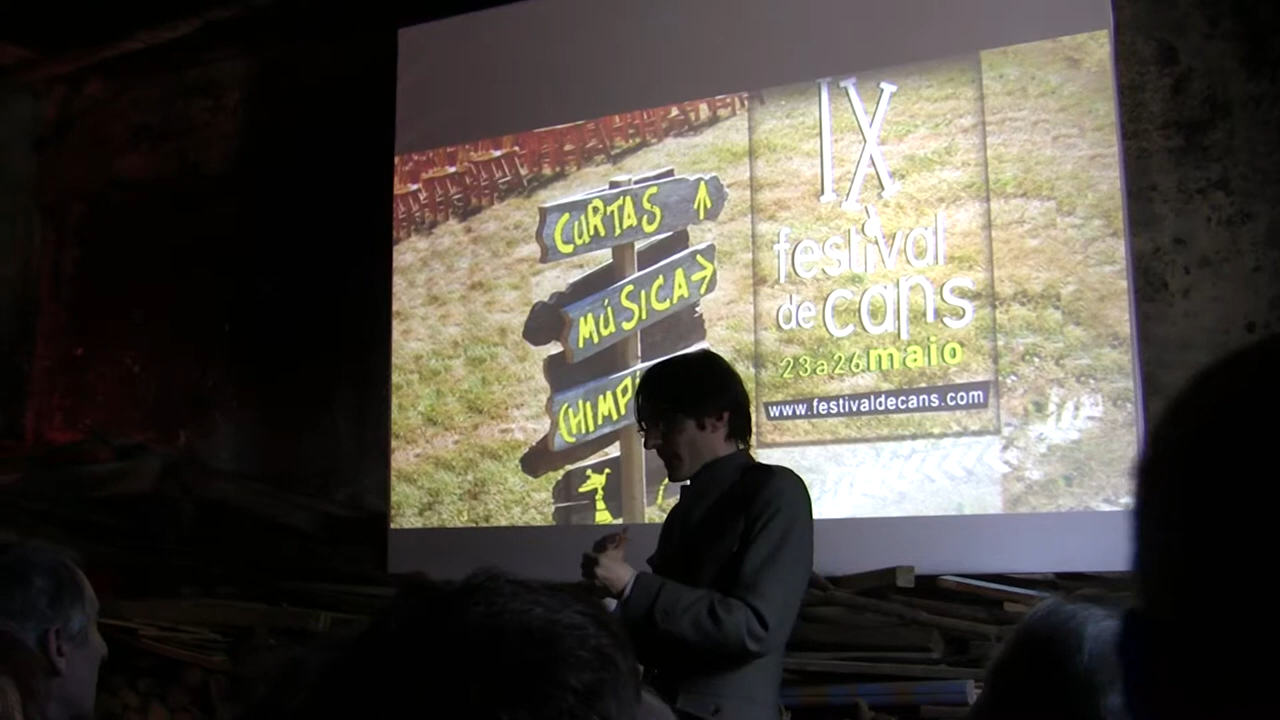 CURTAS
MÚSICA
IX
festival
de cans
23a26maio
www.festivaldecans.com